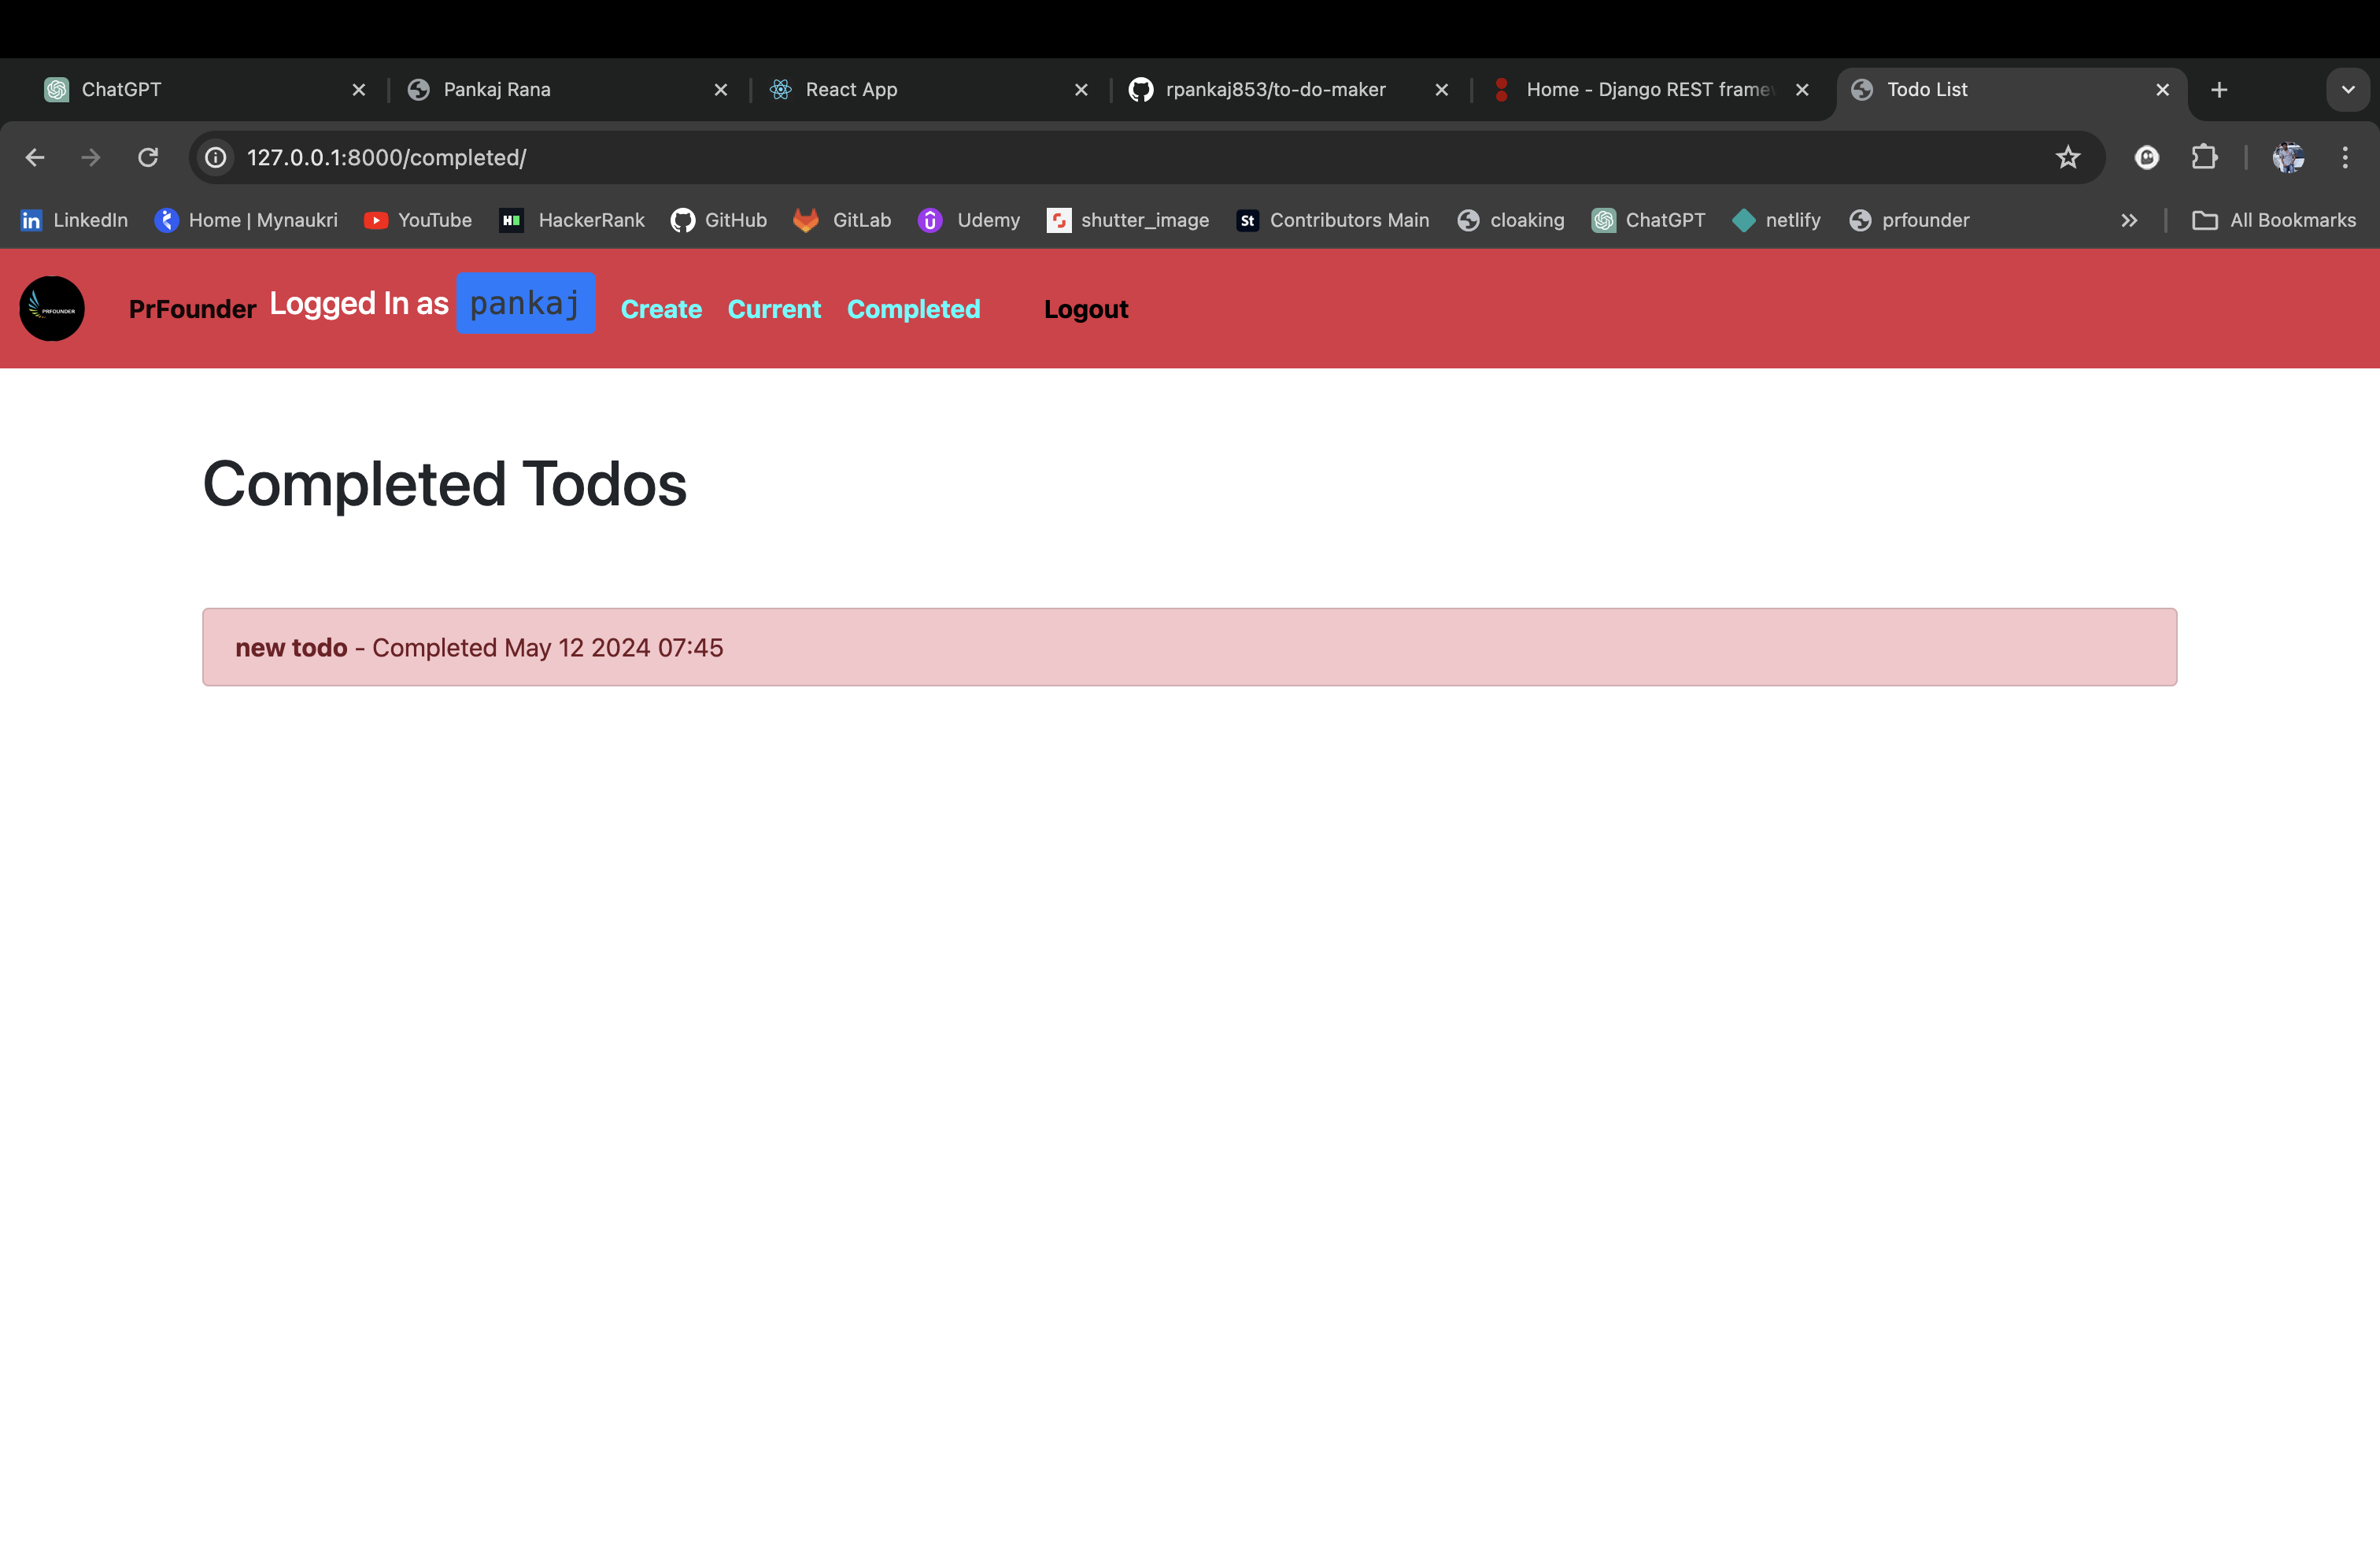 ChatGPT
Pankaj Rana
React App
rpankaj853/to-do-maker
Home - Django REST framew
Todo List
127.0.0.1:8000/completed/
LinkedIn
Home | Mynaukri
YouTube
HackerRank
GitHub
GitLab
Udemy
shutter_image
St
Contributors Main
cloaking
ChatGPT
netlify
prfounder
All Bookmarks
PRFOUNDER
PrFounder Logged In as pankaj Create Current Completed Logout
Completed Todos
new todo - Completed May 12 2024 07:45